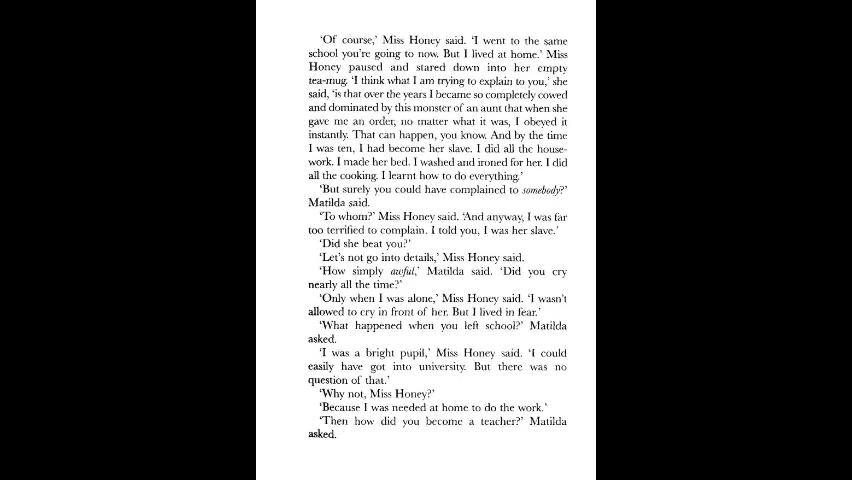 ‘Of course,’ Miss Honey said. ‘I went to the same
school you’re going to now. But I lived at home.’ Miss
Honey paused and stared down into her empty
tea-mug. ‘I think what I am trying to explain to you,’ she
said, ‘is that over the years I became so completely cowed
and dominated by this monster of an aunt that when she
gave me an order, no matter what it was, I obeyed it
instantly. That can happen, you know. And by the time
I was ten, I had become her slave. I did all the house-
work. I made her bed. I washed and ironed for her. I did
all the cooking. I learnt how to do everything.’
‘But surely you could have complained to somebody?’
Matilda said.
‘To whom?’ Miss Honey said. ‘And anyway, I was far
too terrified to complain. I told you, I was her slave.’
‘Did she beat you?’
‘Let’s not go into details,’ Miss Honey said.
‘How simply awful,’ Matilda said. ‘Did you cry
nearly all the time?’
‘Only when I was alone,’ Miss Honey said. ‘I wasn’t
allowed to cry in front of her. But I lived in fear.’
‘What happened when you left school?’ Matilda
asked.
‘I was a bright pupil,’ Miss Honey said. ‘I could
easily have got into university. But there was no
question of that.’
‘Why not, Miss Honey?’
‘Because I was needed at home to do the work.’
‘Then how did you become a teacher?’ Matilda
asked.